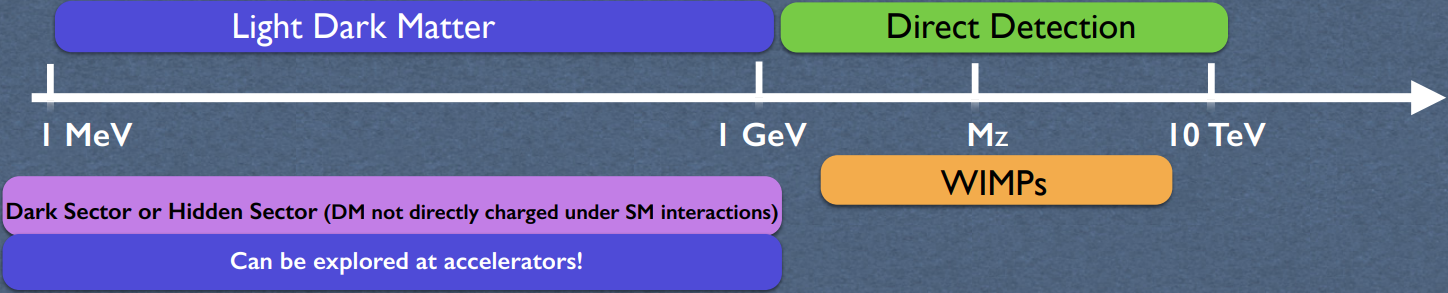 Light Dark Matter
Direct Detection
1 MeV
1 GeV
Mz
10 TeV
WIMPs
Dark Sector or Hidden Sector (DM not directly charged under SM interactions)
Can be explored at accelerators!